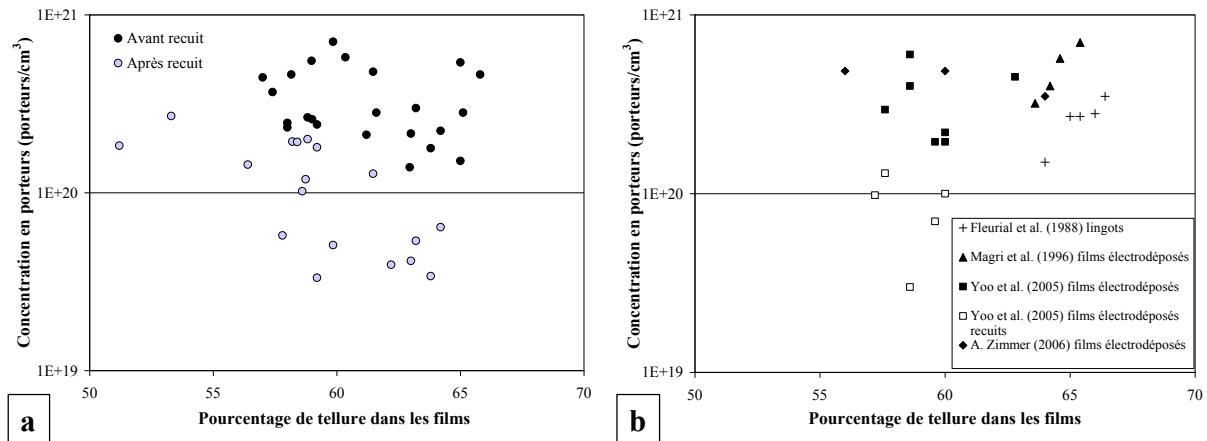 1E+21
1E+20
1E+19
Concentration en porteurs (porteurs/cm³)
Avant recuit
Après recuit
50
55
60
65
70
Pourcentage de tellure dans les films
a
1E+21
1E+20
1E+19
Concentration en porteurs (porteurs/cm³)
Fleurial et al. (1988) lingots
Magri et al. (1996) films électrodéposés
Yoo et al. (2005) films électrodéposés
Yoo et al. (2005) films électrodéposés
recuits
A. Zimmer (2006) films électrodéposés
50
55
60
65
70
Pourcentage de tellure dans les films
b